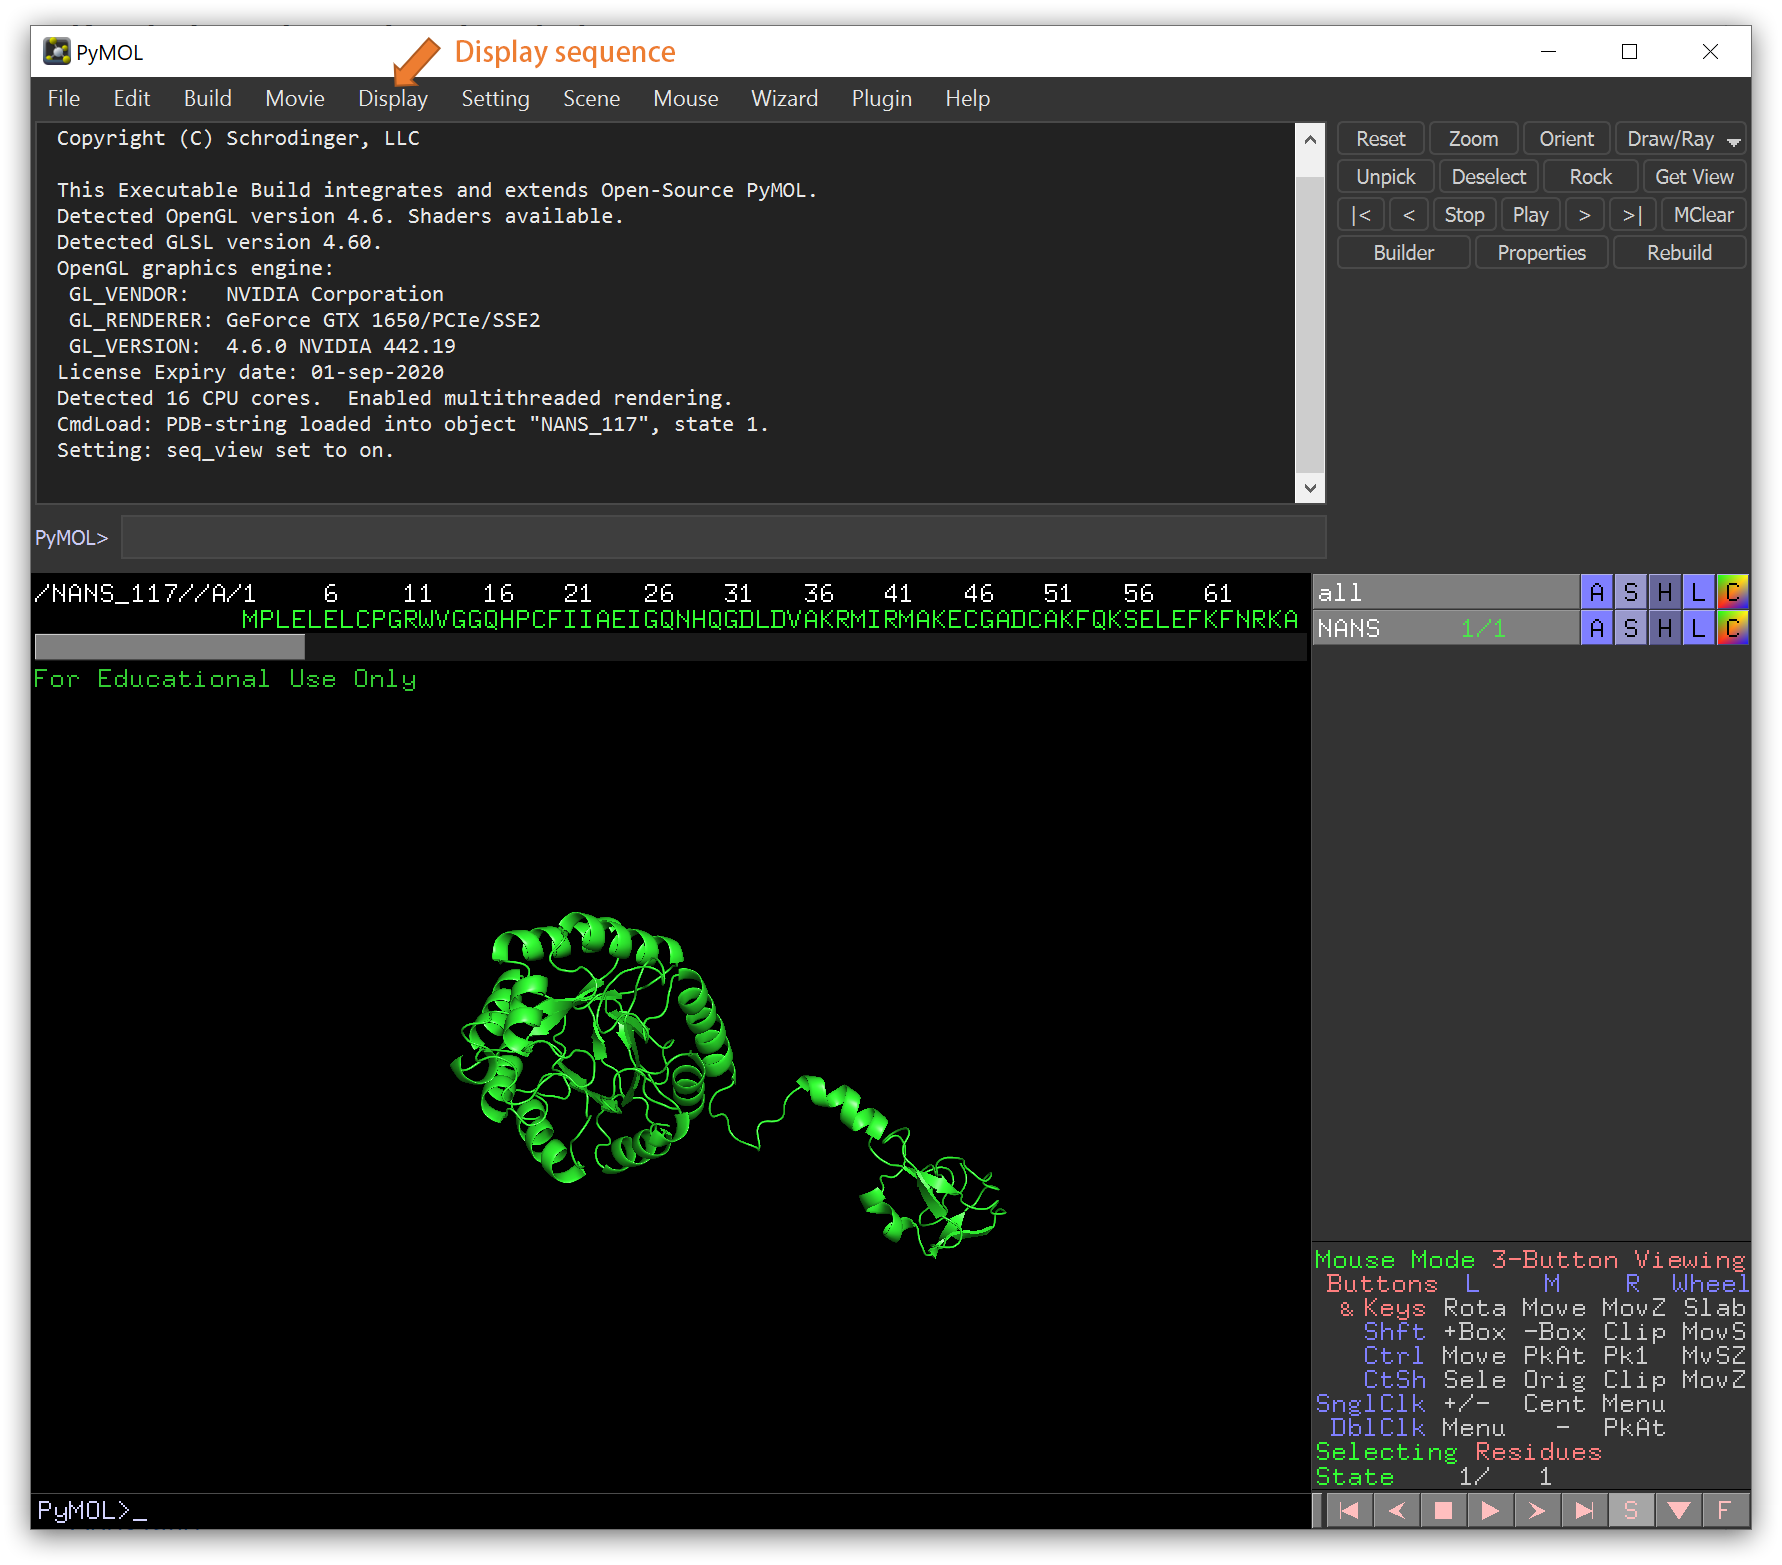 PyMOL
Display sequence
File Edit Build Movie Display Setting Scene Mouse Wizard Plugin Help
Copyright (C) Schrodinger, LLC
This Executable Build integrates and extends Open-Source PyMOL.
Detected OpenGL version 4.6. Shaders available.
Detected GLSL version 4.60.
OpenGL graphics engine:
GL_VENDOR:   NVIDIA Corporation
GL_RENDERER: GeForce GTX 1650/PCIe/SSE2
GL_VERSION:  4.6.0 NVIDIA 442.19
License Expiry date: 01-sep-2020
Detected 16 CPU cores.  Enabled multithreaded rendering.
CmdLoad: PDB-string loaded into object "NANS_117", state 1.
Setting: seq_view set to on.
Reset Zoom Orient Draw/Ray
Unpick Deselect Rock Get View
|< < Stop Play > >| MClear
Builder Properties Rebuild
PyMOL>
/NANS_117//A/1 6 11 16 21 26 31 36 41 46 51 56 61
MPLELELCPGRWVGGQHPCFIIAEIGQNHQGDLDVAKRMIRMAKECGADCAKFQKSELEFKFNRKA
For Educational Use Only
all A S H L C
NANS 1/1 A S H L C
Mouse Mode 3-Button Viewing
Buttons L M R Wheel
& Keys Rota Move MovZ Slab
Shft +Box -Box Clip MovS
Ctrl Move PkAt Pk1 MvSZ
CtSh Sele Orig Clip MovZ
SnglClk +/- Cent Menu
DblClk Menu - PkAt
Selecting Residues
State 1/ 1
PyMOL>_
S F